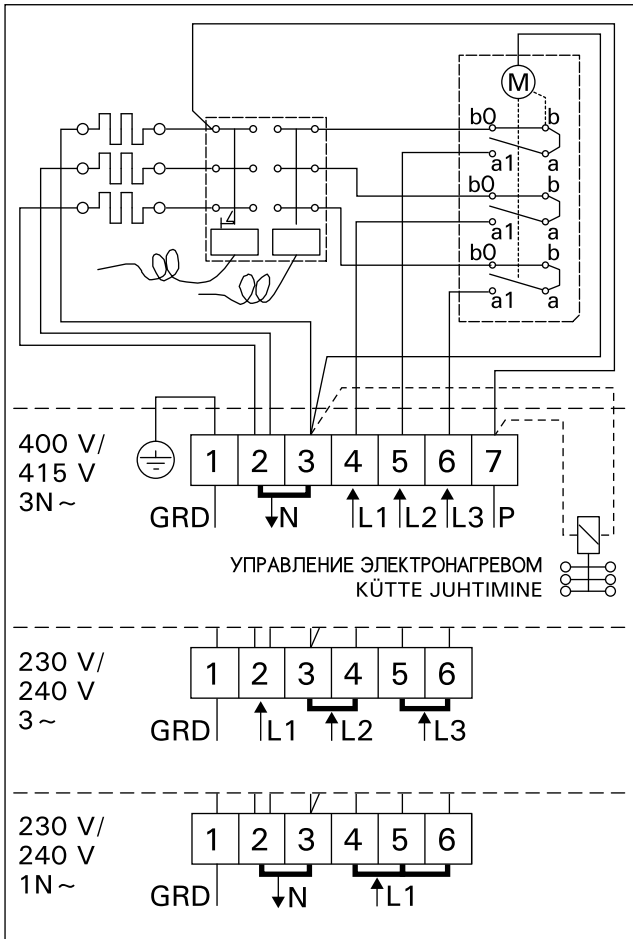 M
b0 b
a1 a
b0 b
a1 a
b0 b
a1 a
400 V/
415 V
3N~
1 2 3 4 5 6 7
GRD N L1 L2 L3 P
УПРАВЛЕНИЕ ЭЛЕКТРОНАГРЕВОМ
KÜTTE JUHTIMINE
230 V/
240 V
3~
1 2 3 4 5 6
GRD L1 L2 L3
230 V/
240 V
1N~
1 2 3 4 5 6
GRD N L1